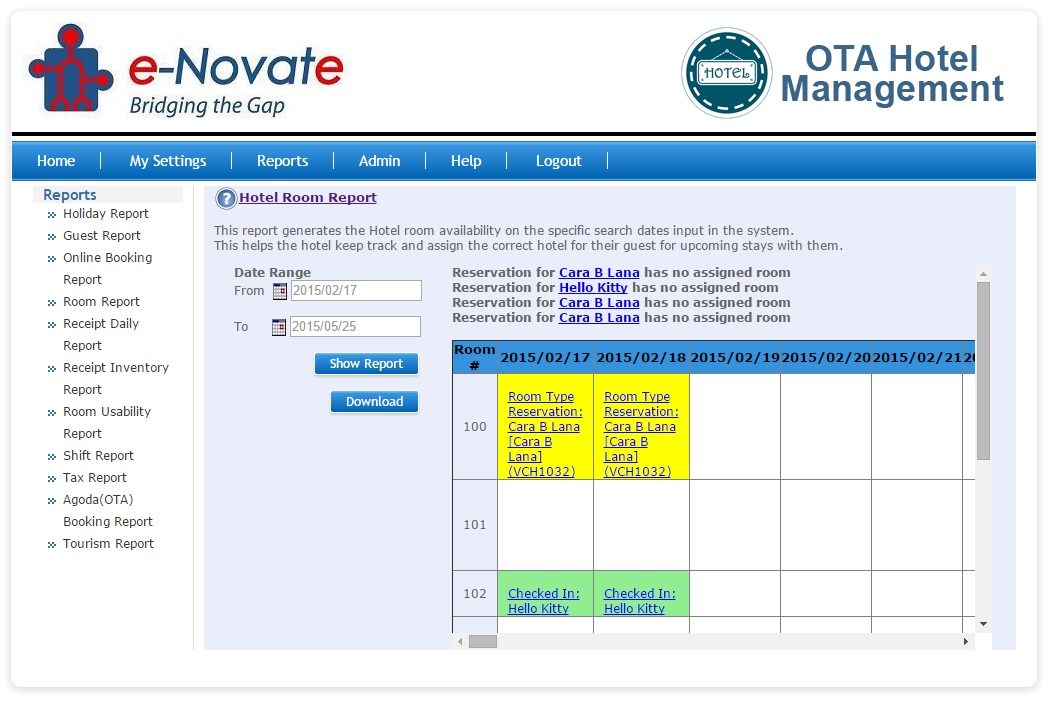 e-Novate
Bridging the Gap
HOTEL
OTA Hotel
Management
Home
My Settings
Reports
Admin
Help
Logout
Reports
Holiday Report
Guest Report
Online Booking
Report
Room Report
Receipt Daily
Report
Receipt Inventory
Report
Room Usability
Report
Shift Report
Tax Report
Agoda(OTA)
Booking Report
Tourism Report
? Hotel Room Report
This report generates the Hotel room availability on the specific search dates input in the system.
This helps the hotel keep track and assign the correct hotel for their guest for upcoming stays with them.
Date Range
From 2015/02/17
To 2015/05/25
Show Report
Download
Reservation for Cara B Lana has no assigned room
Reservation for Hello Kitty has no assigned room
Reservation for Cara B Lana has no assigned room
Reservation for Cara B Lana has no assigned room
Room
#
2015/02/17 2015/02/18 2015/02/19 2015/02/20 2015/02/21 20
100
Room Type
Reservation:
Cara B Lana
[Cara B
Lana]
(VCH1032)
Room Type
Reservation:
Cara B Lana
[Cara B
Lana]
(VCH1032)
101
102
Checked In:
Hello Kitty
Checked In:
Hello Kitty